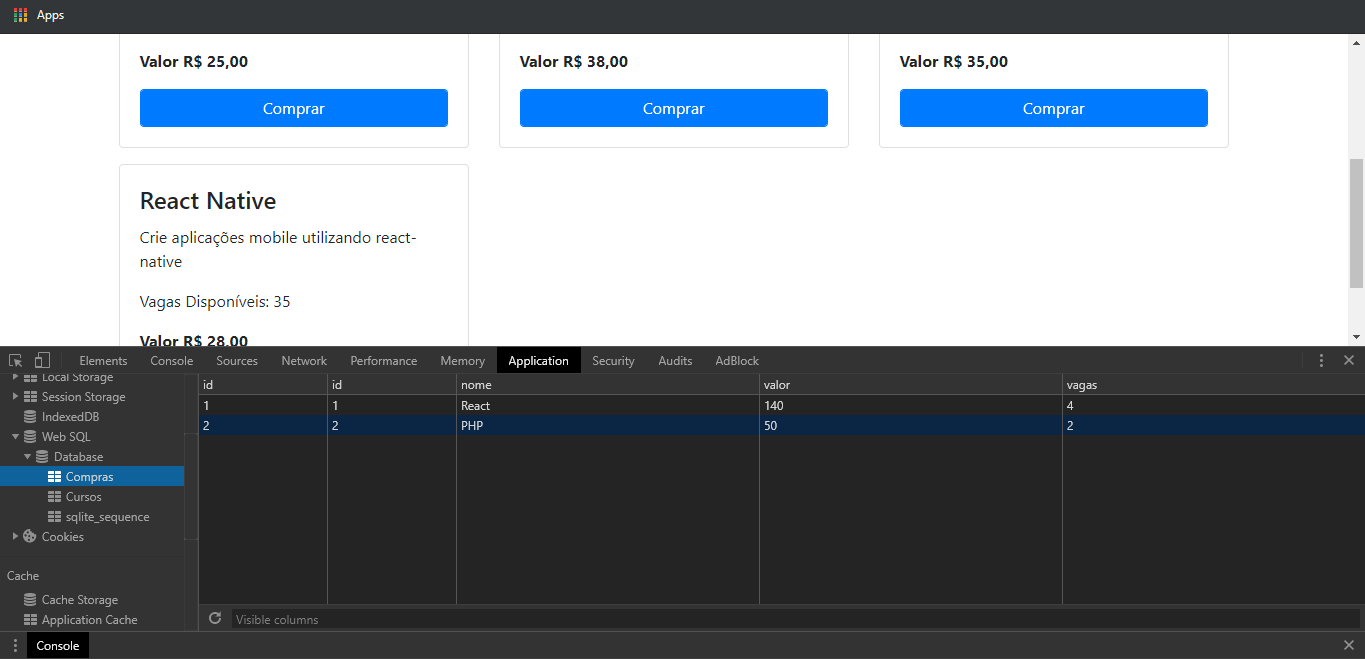 Apps
Valor R$ 25,00
Valor R$ 38,00
Valor R$ 35,00
Comprar
Comprar
Comprar
React Native
Crie aplicações mobile utilizando react-
native
Vagas Disponíveis: 35
Valor R$ 28,00
Elements Console Sources Network Performance Memory Application Security Audits AdBlock
Local Storage
Session Storage
IndexedDB
Web SQL
Database
Compras
Cursos
sqlite_sequence
Cookies
Cache
Cache Storage
Application Cache
id id nome valor vagas
1 1 React 140 4
2 2 PHP 50 2
Visible columns
Console